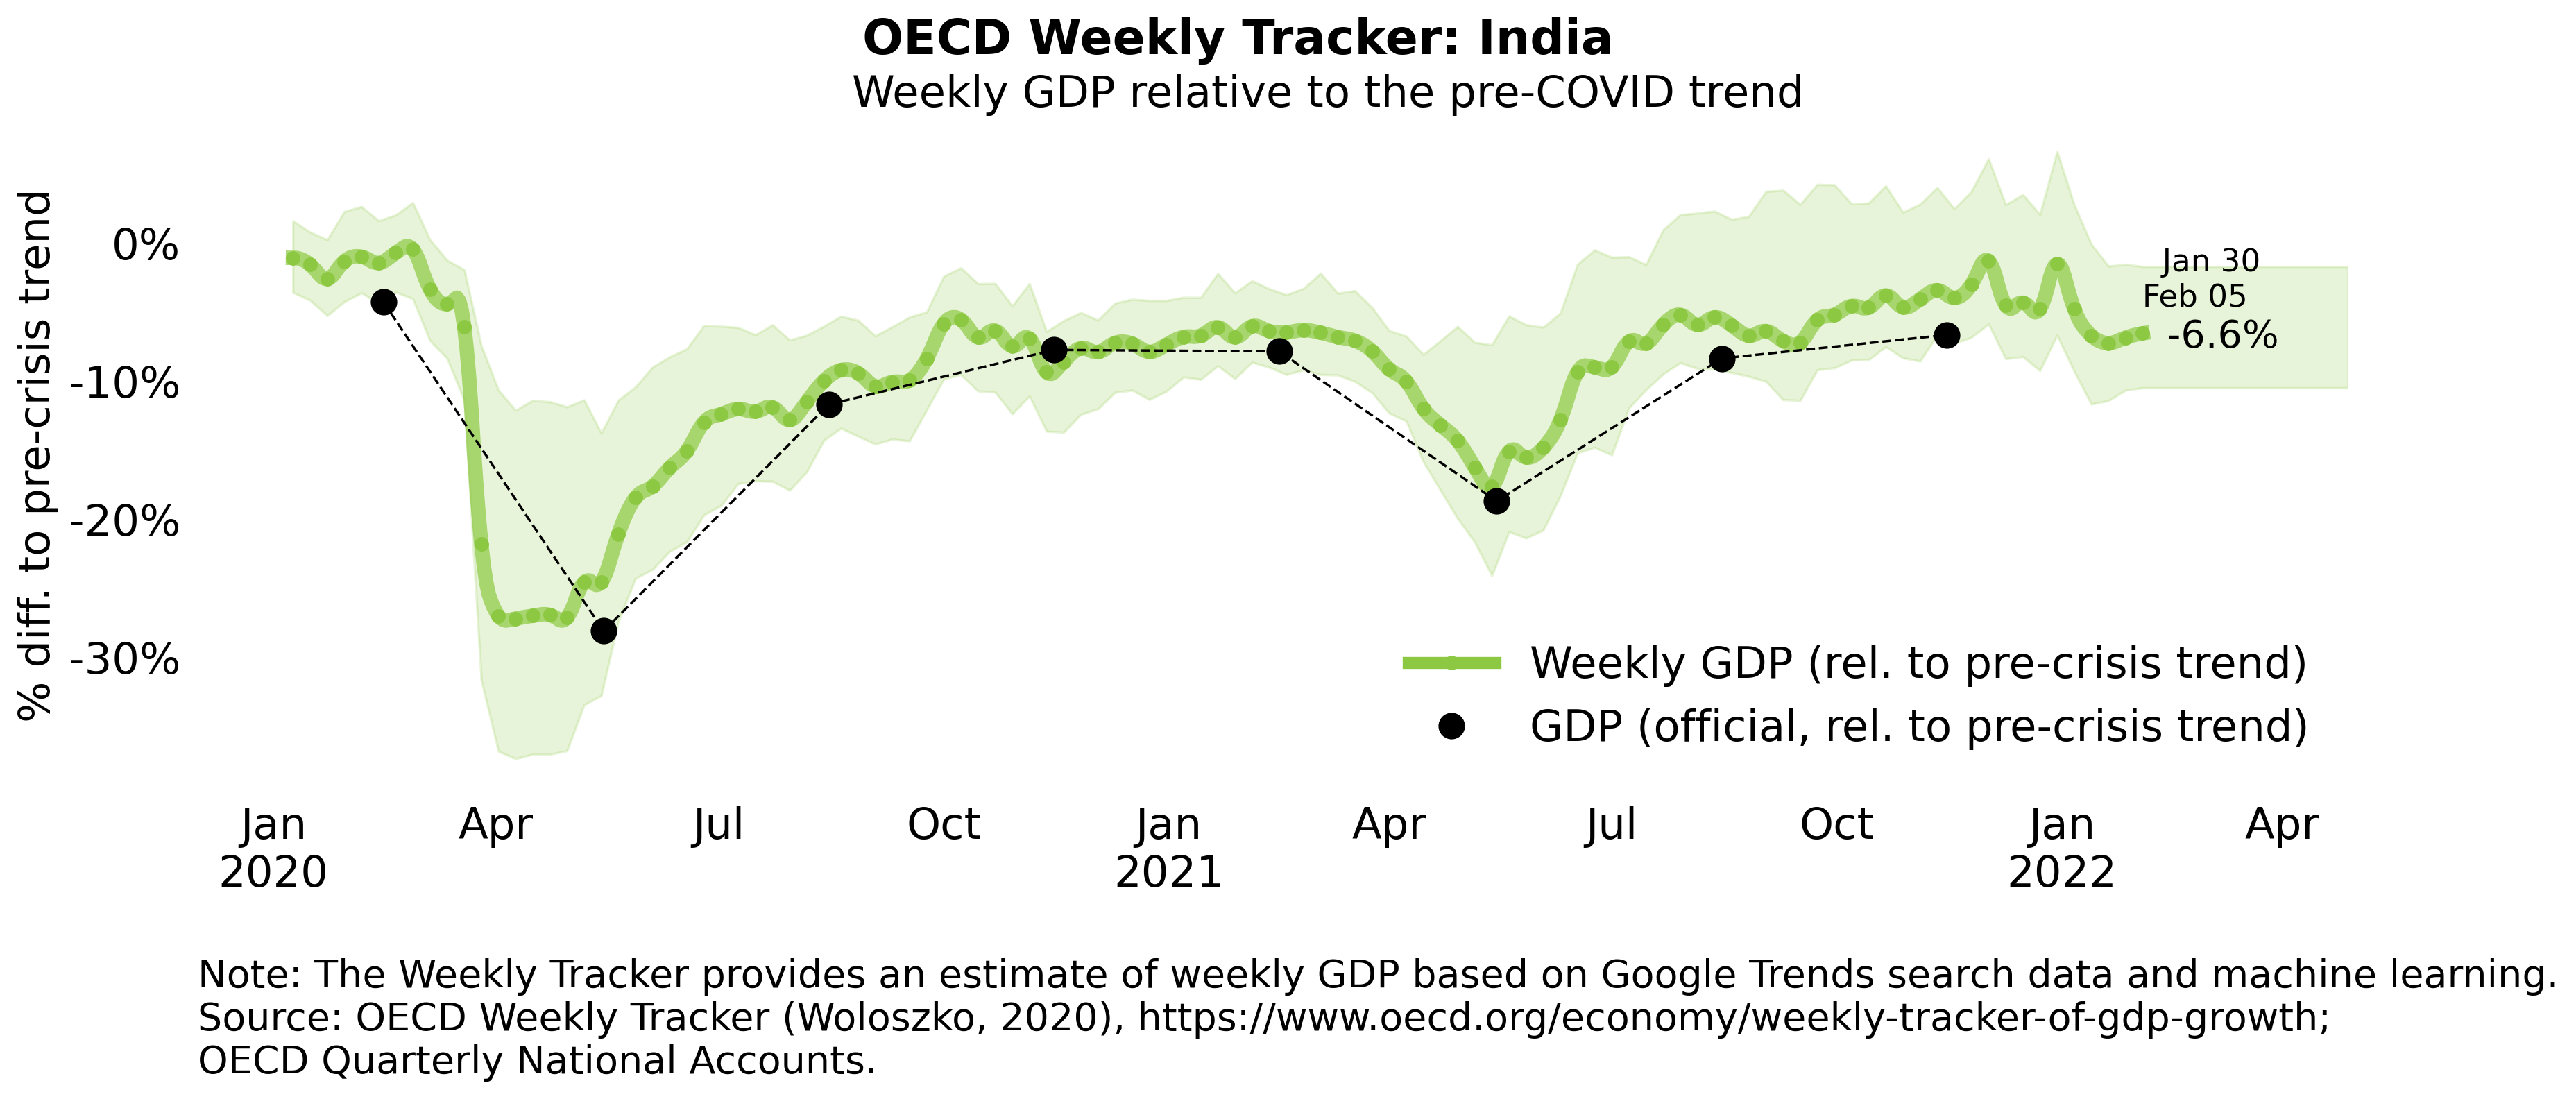 OECD Weekly Tracker: India
Weekly GDP relative to the pre-COVID trend
% diff. to pre-crisis trend
0%
-10%
-20%
-30%
Jan 30
Feb 05
-6.6%
Weekly GDP (rel. to pre-crisis trend)
GDP (official, rel. to pre-crisis trend)
Jan Apr Jul Oct Jan Apr Jul Oct Jan Apr
2020 2021 2022
Note: The Weekly Tracker provides an estimate of weekly GDP based on Google Trends search data and machine learning.
Source: OECD Weekly Tracker (Woloszko, 2020), https://www.oecd.org/economy/weekly-tracker-of-gdp-growth;
OECD Quarterly National Accounts.